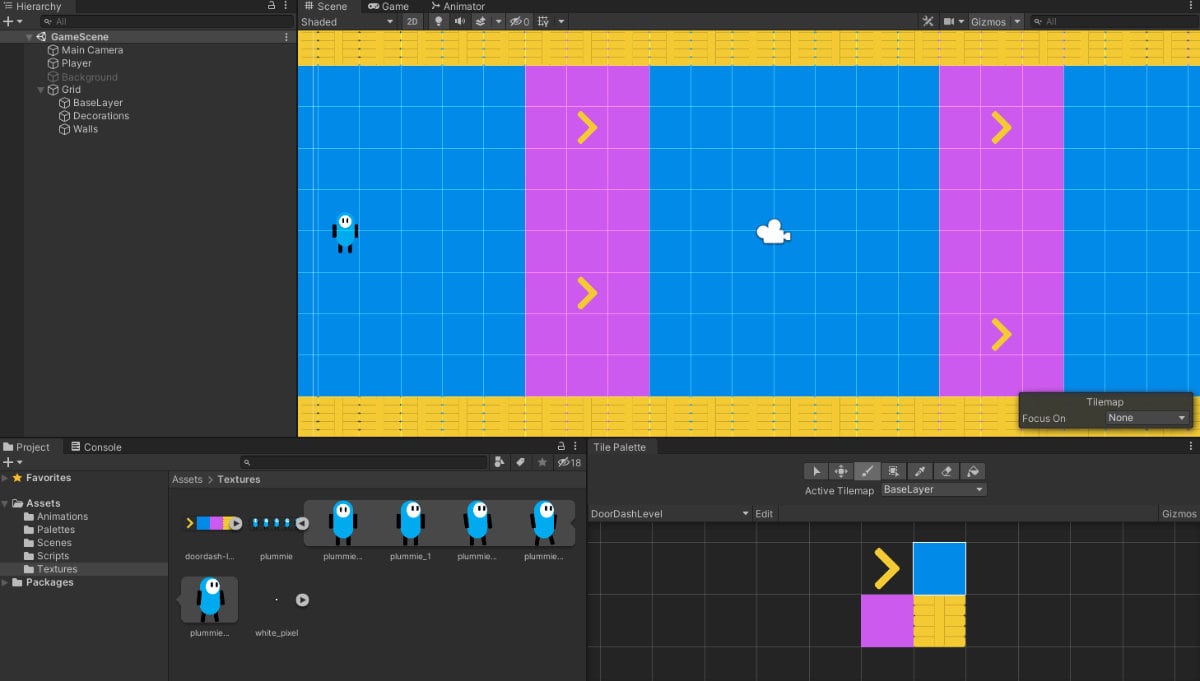 Hierarchy
Scene
Game
Animator
All
Shaded
2D
0
Gizmos
All
GameScene
Main Camera
Player
Background
Grid
BaseLayer
Decorations
Walls
Tilemap
Focus On
None
Project
Console
Tile Palette
18
Favorites
Assets > Textures
Assets
Animations
Palettes
Scenes
Scripts
Textures
Packages
doordash-l...
plummie
plummie...
plummie_1
plummie...
plummie...
plummie...
white_pixel
Active Tilemap
BaseLayer
DoorDashLevel
Edit
Gizmos